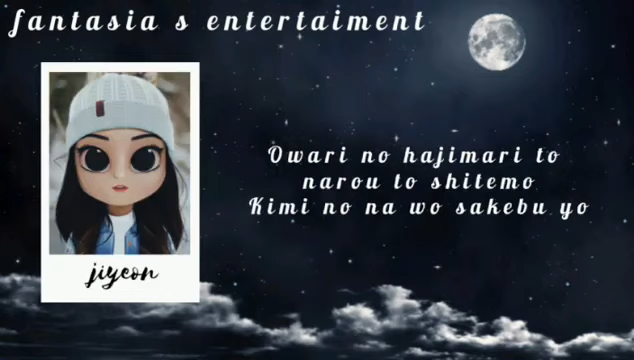 fantasia s entertaiment
Owari no hajimari to
narou to shitemo
Kimi no na wo sakebu yo
jiyeon